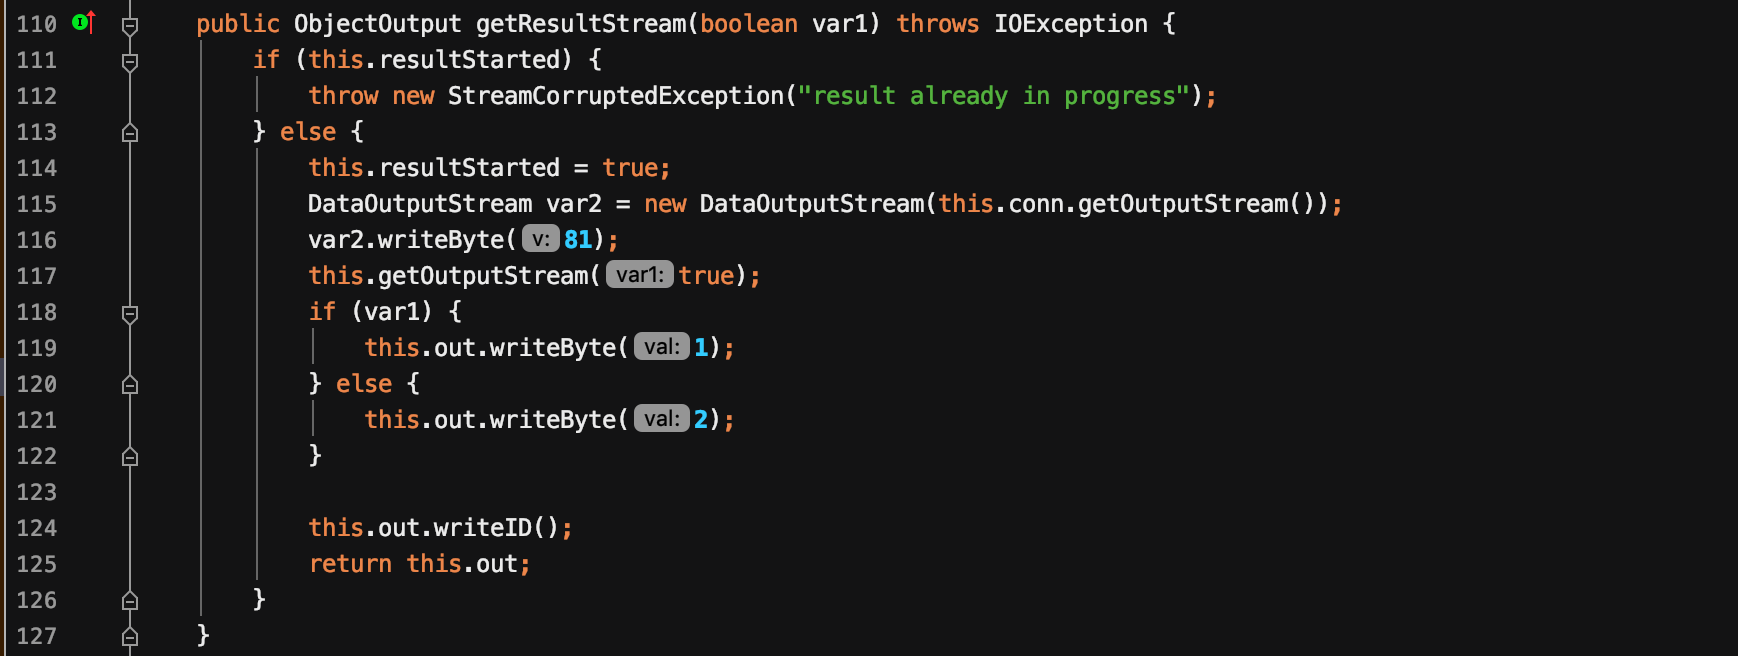 110 I public ObjectOutput getResultStream(boolean var1) throws IOException {
111 if (this.resultStarted) {
112 throw new StreamCorruptedException("result already in progress");
113 } else {
114 this.resultStarted = true;
115 DataOutputStream var2 = new DataOutputStream(this.conn.getOutputStream());
116 var2.writeByte( v: 81);
117 this.getOutputStream( var1: true);
118 if (var1) {
119 this.out.writeByte( val: 1);
120 } else {
121 this.out.writeByte( val: 2);
122 }
123
124 this.out.writeID();
125 return this.out;
126 }
127 }